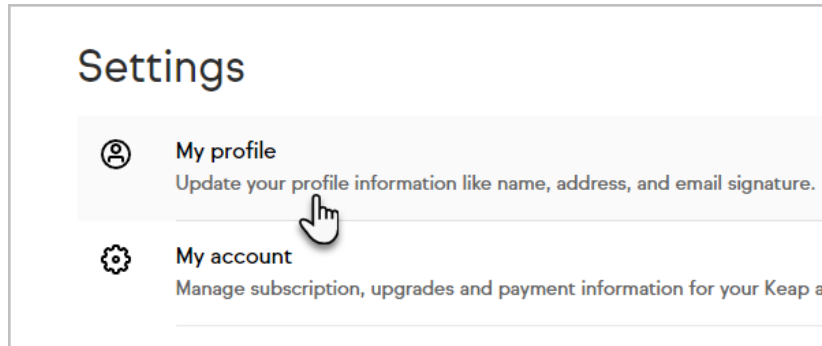 Settings
My profile
Update your profile information like name, address, and email signature.
My account
Manage subscription, upgrades and payment information for your Keap a